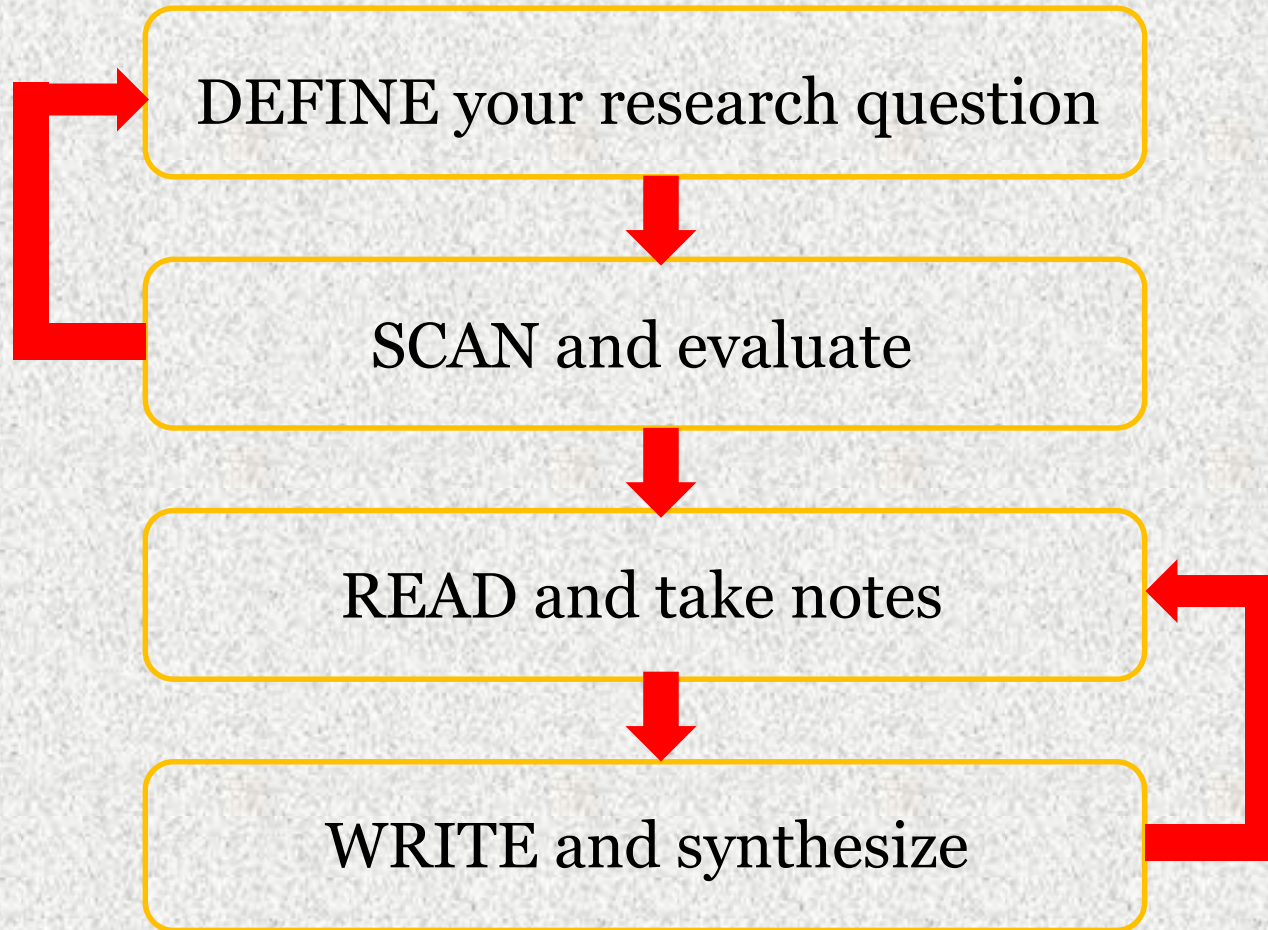 DEFINE your research question
SCAN and evaluate
READ and take notes
WRITE and synthesize